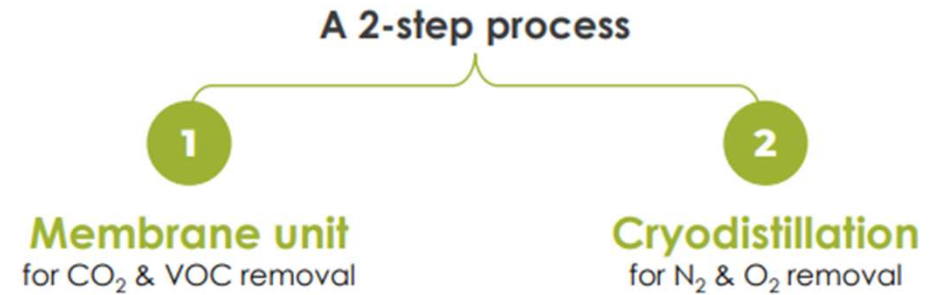 A 2-step process
1
2
Membrane unit
for CO₂ & VOC removal
Cryodistillation
for N₂ & O₂ removal